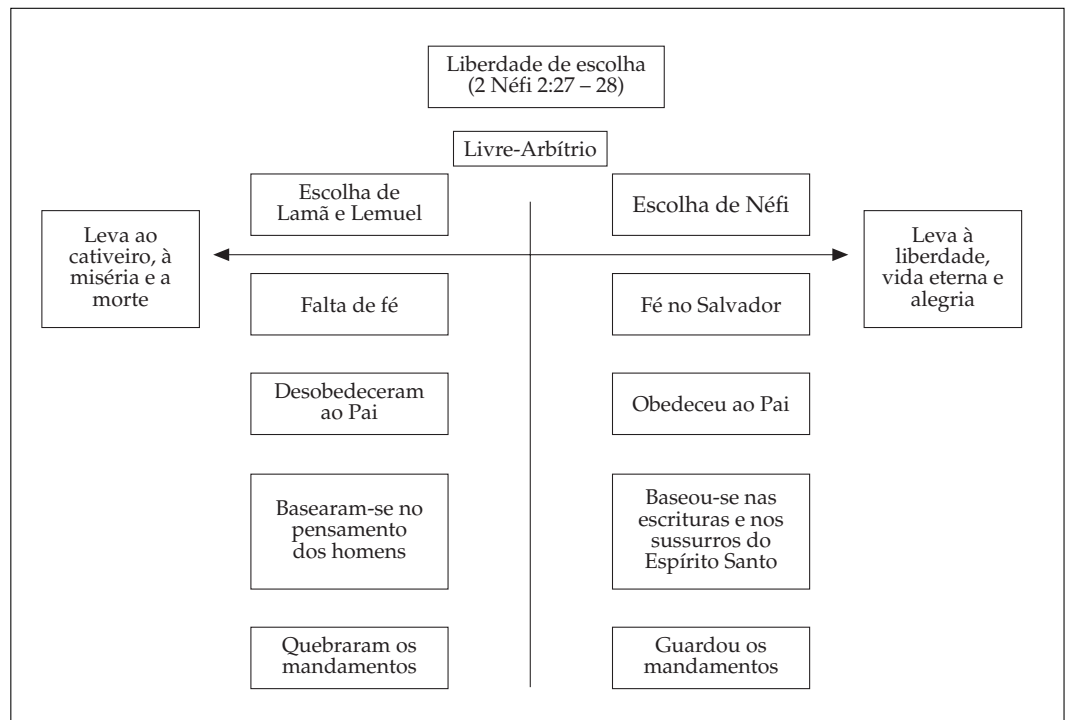 Liberdade de escolha
(2 Néfi 2:27 – 28)
Livre-Arbítrio
Escolha de
Lamã e Lemuel
Escolha de Néfi
Leva ao
cativeiro, à
miséria e a
morte
Leva à
liberdade,
vida eterna e
alegria
Falta de fé
Fé no Salvador
Desobedeceram
ao Pai
Obedeceu ao Pai
Basearam-se no
pensamento
dos homens
Baseou-se nas
escrituras e nos
sussurros do
Espírito Santo
Quebraram os
mandamentos
Guardou os
mandamentos